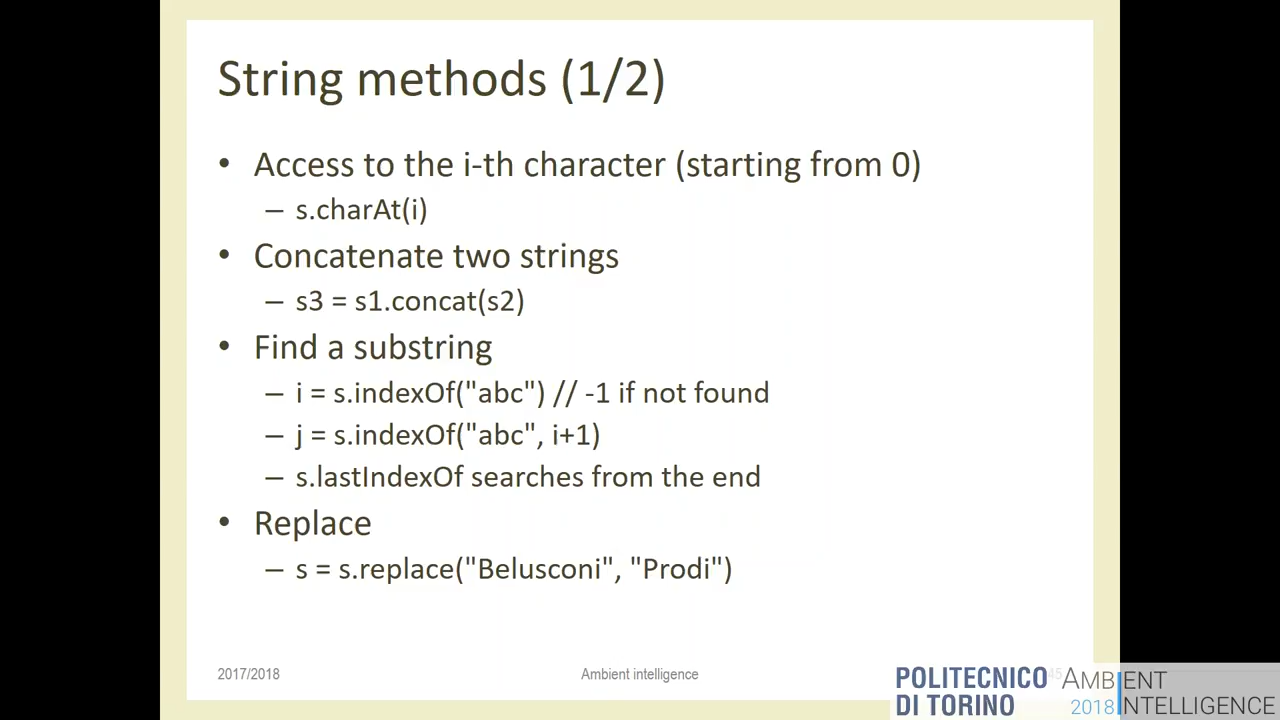 String methods (1/2)
• Access to the i-th character (starting from 0)
– s.charAt(i)
• Concatenate two strings
– s3 = s1.concat(s2)
• Find a substring
– i = s.indexOf("abc") // -1 if not found
– j = s.indexOf("abc", i+1)
– s.lastIndexOf searches from the end
• Replace
– s = s.replace("Belusconi", "Prodi")
2017/2018
Ambient intelligence
45
POLITECNICO
DI TORINO
AMBIENT
2018 INTELLIGENCE